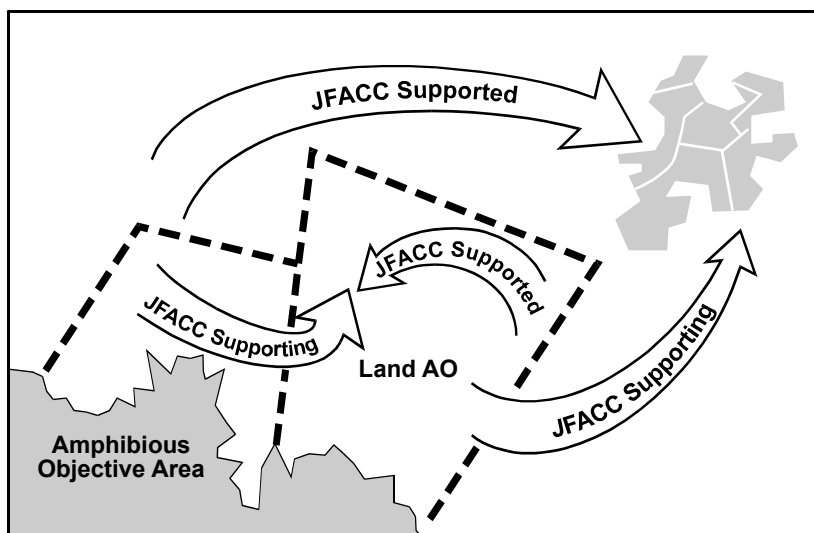 JFACC Supported
JFACC Supported
JFACC Supporting
Land AO
JFACC Supporting
Amphibious
Objective Area